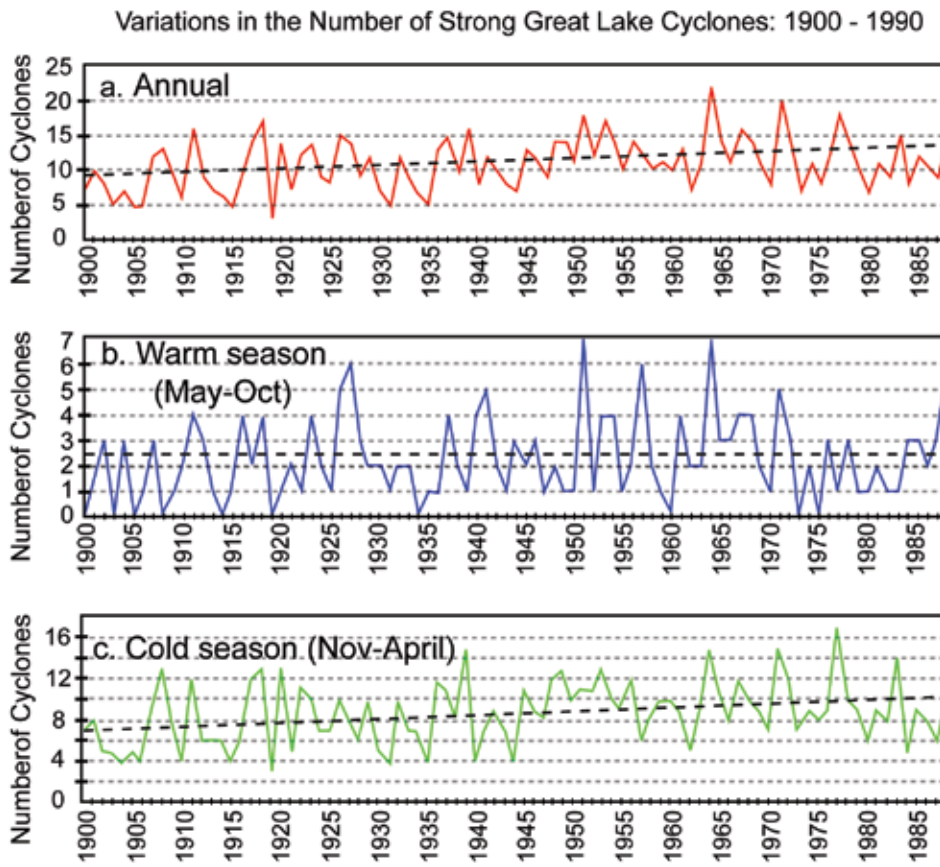 Variations in the Number of Strong Great Lake Cyclones: 1900 - 1990
Numberof Cyclones
25
20
15
10
5
0
a. Annual
1900 1905 1910 1915 1920 1925 1930 1935 1940 1945 1950 1955 1960 1965 1970 1975 1980 1985
Numberof Cyclones
7
6
5
4
3
2
1
0
b. Warm season
(May-Oct)
1900 1905 1910 1915 1920 1925 1930 1935 1940 1945 1950 1955 1960 1965 1970 1975 1980 1985
Numberof Cyclones
16
12
8
4
0
c. Cold season (Nov-April)
1900 1905 1910 1915 1920 1925 1930 1935 1940 1945 1950 1955 1960 1965 1970 1975 1980 1985